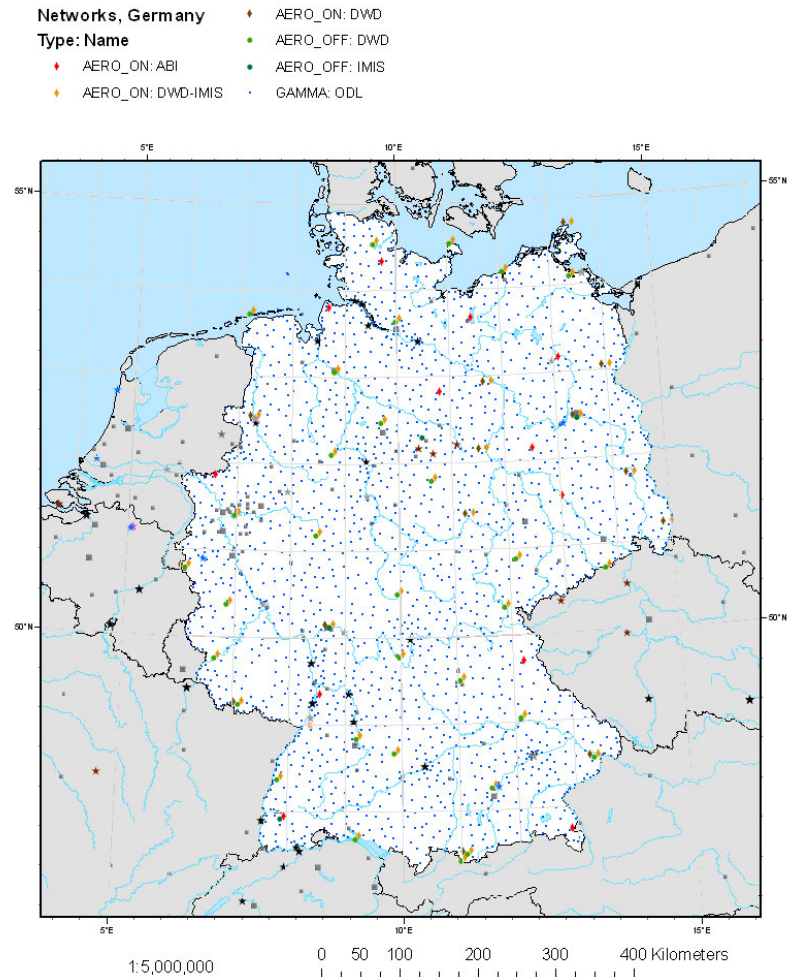 Networks, Germany
Type: Name
AERO_ON: ABI
AERO_ON: DWD-IMIS
AERO_ON: DWD
AERO_OFF: DWD
AERO_OFF: IMIS
GAMMA: ODL
5°E 10°E 15°E
55°N 55°N
50°N 50°N
5°E 10°E 15°E
1:5,000,000
0 50 100 200 300 400 Kilometers